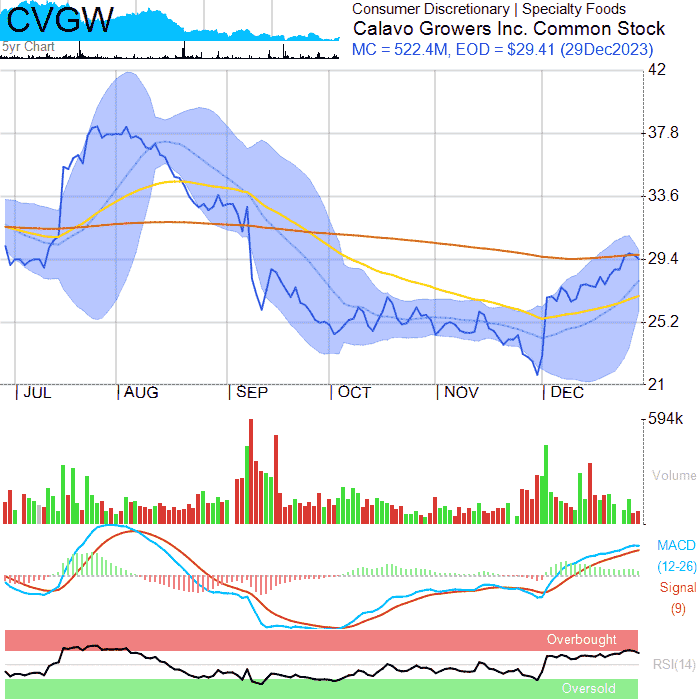 CVGW
5yr Chart
Consumer Discretionary | Specialty Foods
Calavo Growers Inc. Common Stock
MC = 522.4M, EOD = $29.41 (29Dec2023)
42
37.8
33.6
29.4
25.2
21
JUL AUG SEP OCT NOV DEC
594k
Volume
MACD
(12-26)
Signal
(9)
Overbought
RSI(14)
Oversold